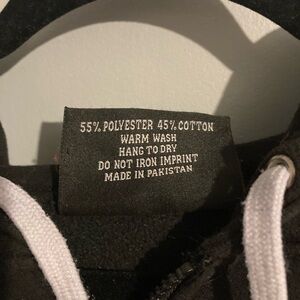 55% POLYESTER 45% COTTON
WARM WASH
HANG TO DRY
DO NOT IRON IMPRINT
MADE IN PAKISTAN